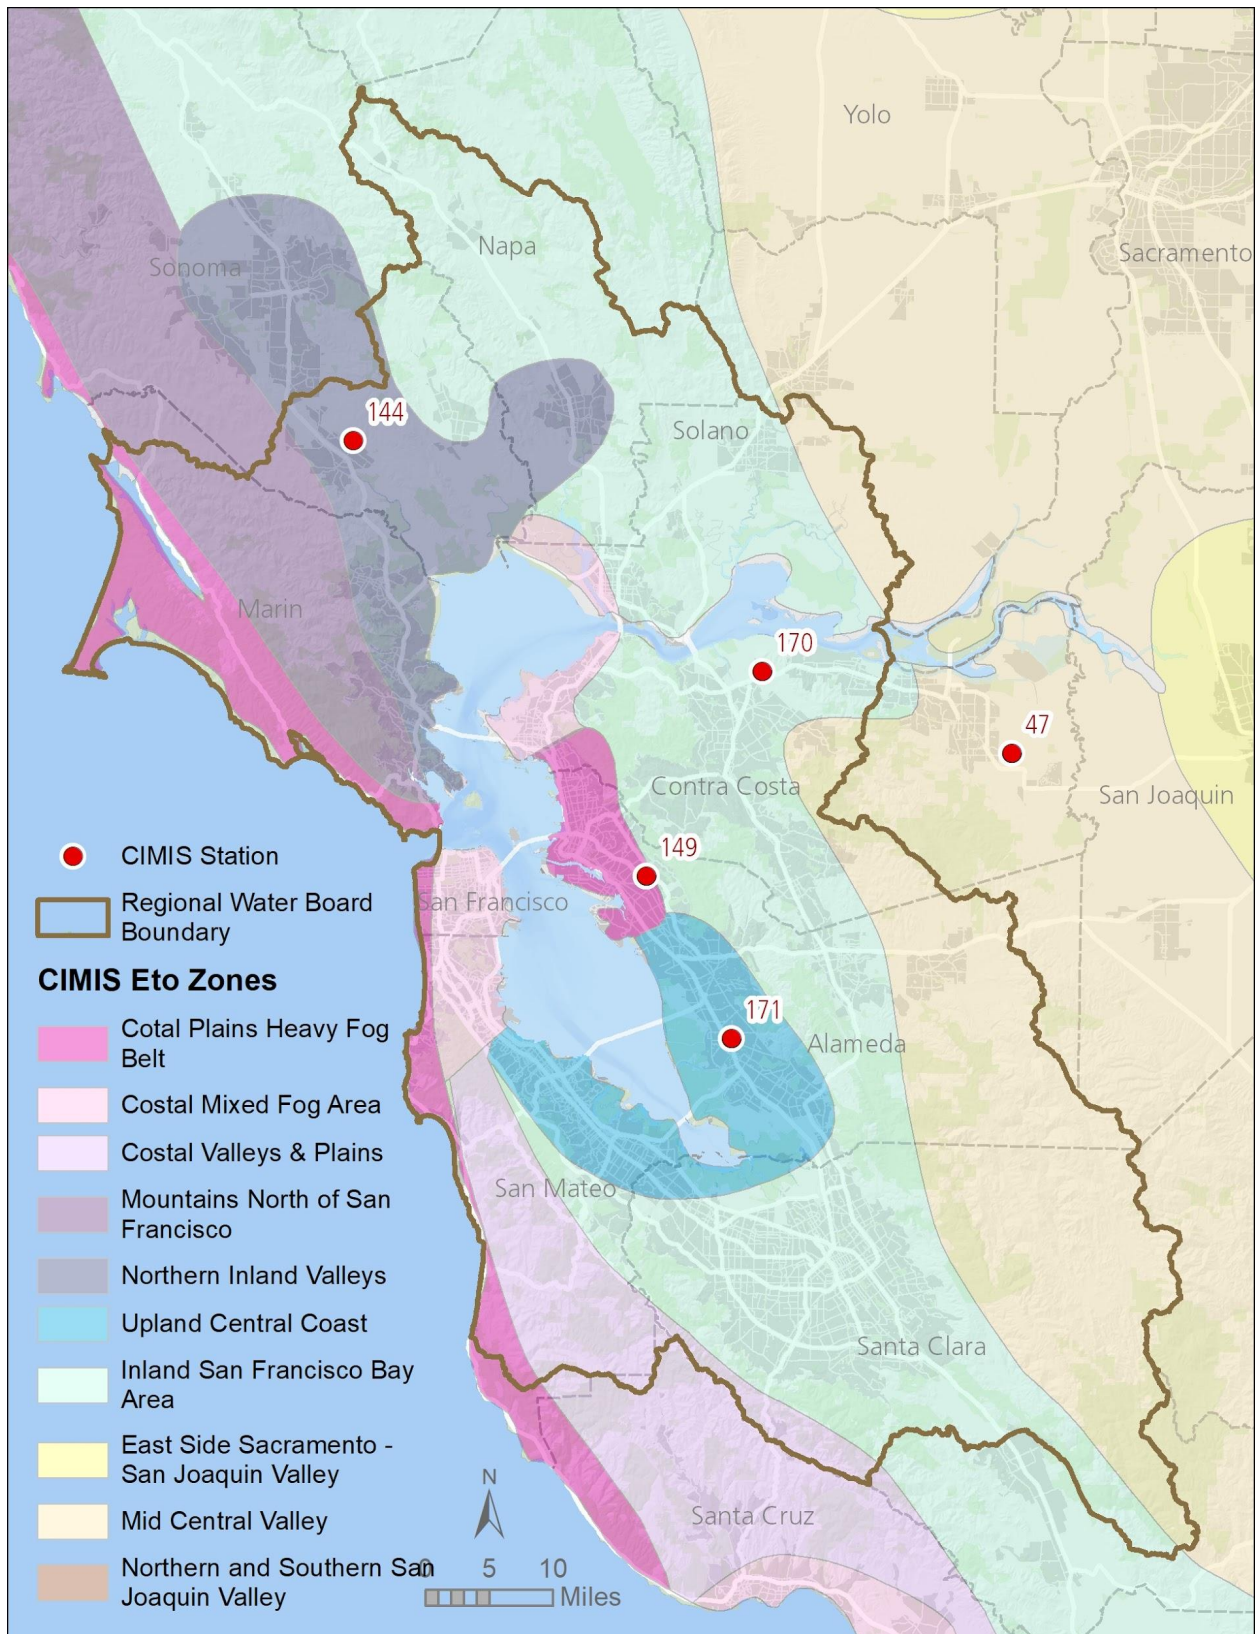 Yolo
Napa
Sonoma
Sacramento
144
Solano
Marin
170
47
Contra Costa
San Joaquin
149
San Francisco
171
Alameda
San Mateo
Santa Clara
Santa Cruz
CIMIS Station
Regional Water Board
Boundary
CIMIS Eto Zones
Cotal Plains Heavy Fog
Belt
Costal Mixed Fog Area
Costal Valleys & Plains
Mountains North of San
Francisco
Northern Inland Valleys
Upland Central Coast
Inland San Francisco Bay
Area
East Side Sacramento -
San Joaquin Valley
Mid Central Valley
Northern and Southern San
Joaquin Valley
N
0 5 10
Miles